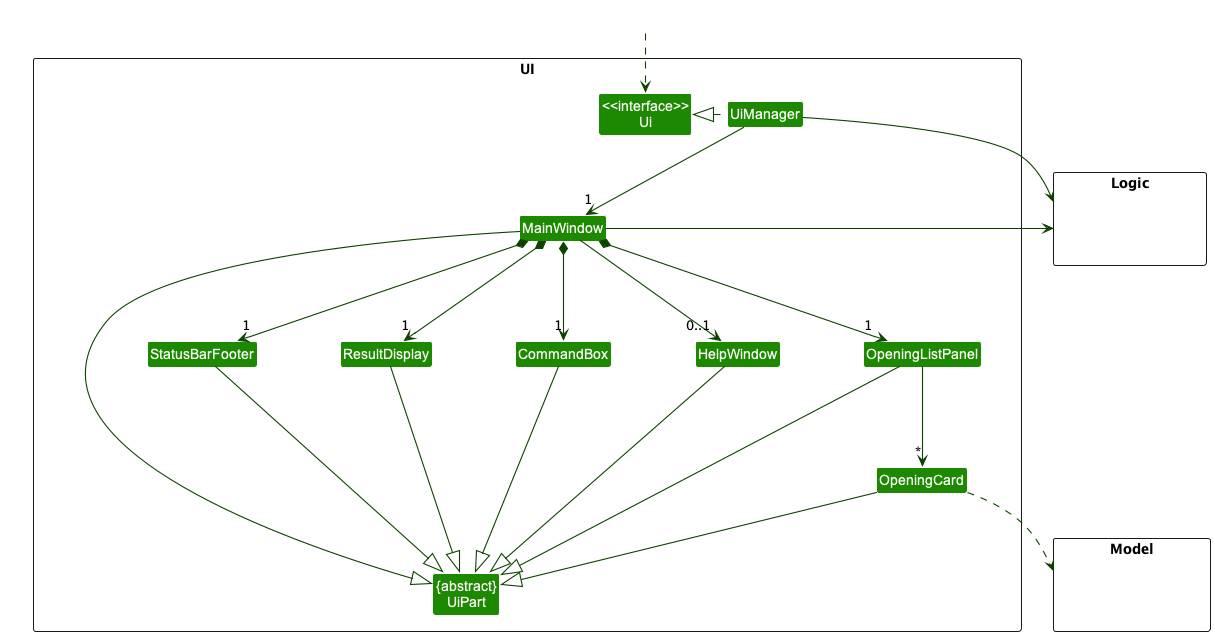 UI
<<interface>>
Ui
UiManager
Logic
1
MainWindow
1
1
1
0..1
1
StatusBarFooter
ResultDisplay
CommandBox
HelpWindow
OpeningListPanel
*
OpeningCard
Model
{abstract}
UiPart